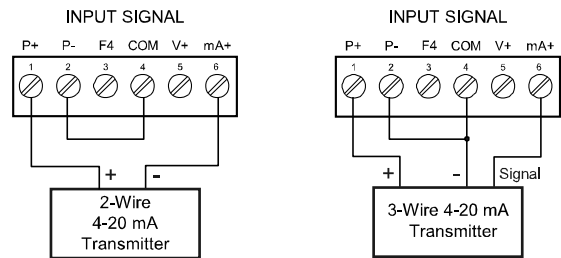 INPUT SIGNAL
P+ P- F4 COM V+ mA+
1 2 3 4 5 6
+ -
2-Wire
4-20 mA
Transmitter
INPUT SIGNAL
P+ P- F4 COM V+ mA+
1 2 3 4 5 6
+ - Signal
3-Wire 4-20 mA
Transmitter